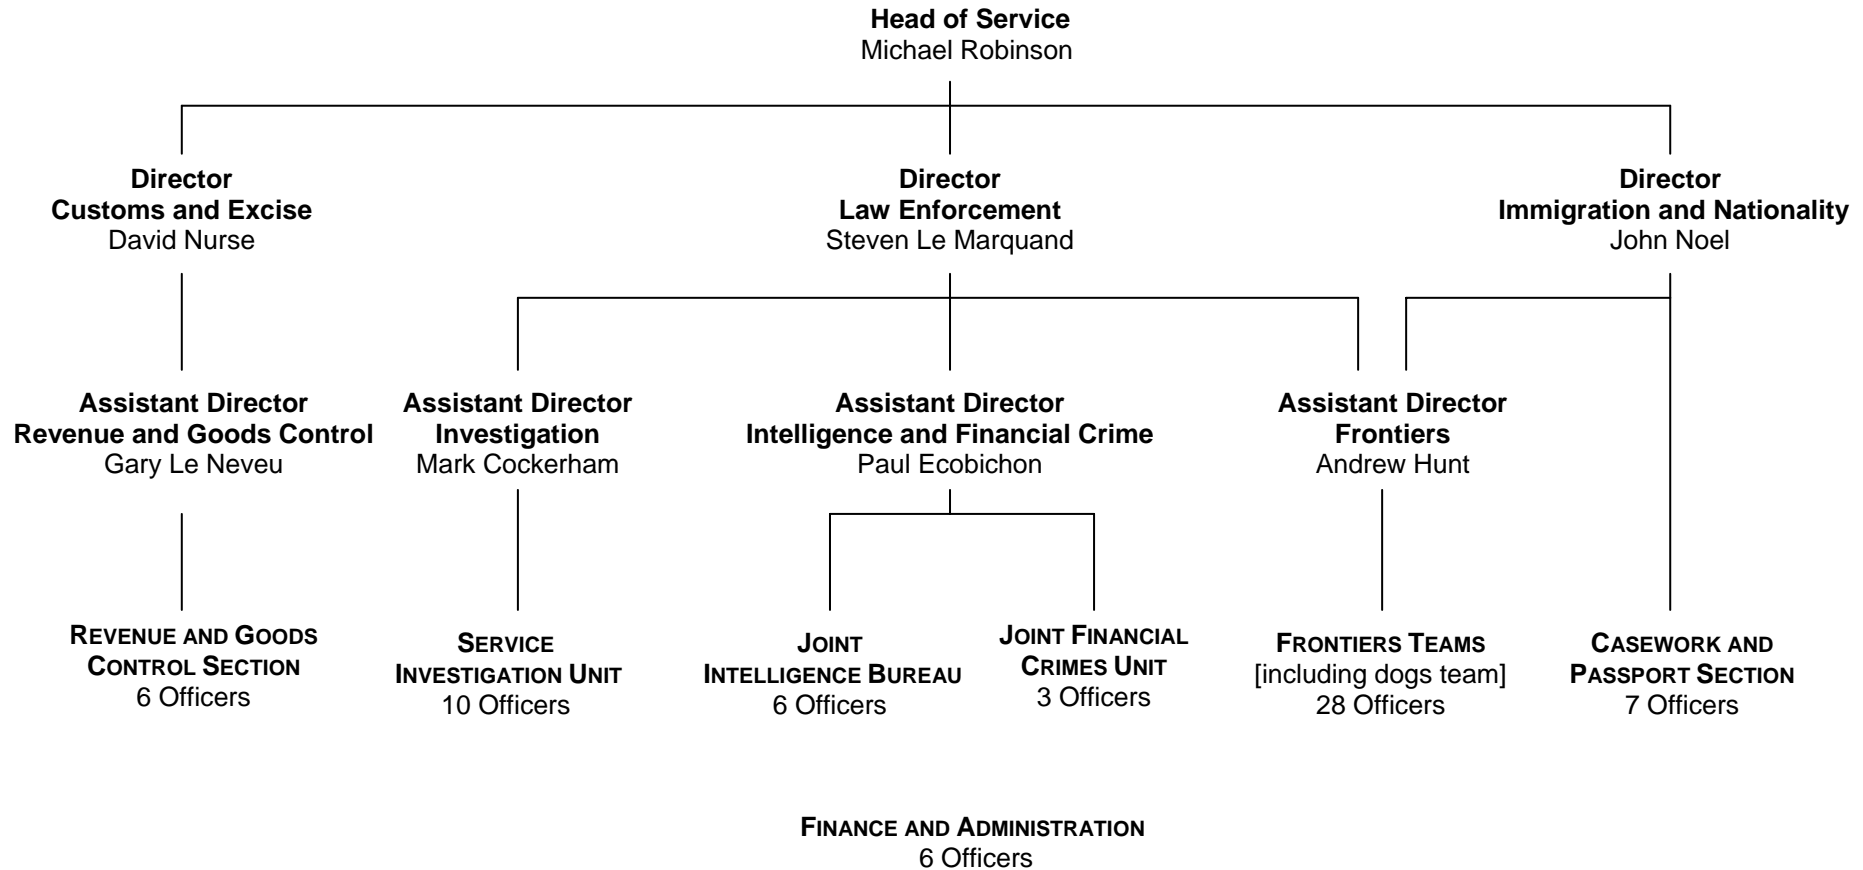 Head of Service
Michael Robinson
Director
Customs and Excise
David Nurse
Director
Law Enforcement
Steven Le Marquand
Director
Immigration and Nationality
John Noel
Assistant Director
Revenue and Goods Control
Gary Le Neveu
Assistant Director
Investigation
Mark Cockerham
Assistant Director
Intelligence and Financial Crime
Paul Ecobichon
Assistant Director
Frontiers
Andrew Hunt
REVENUE AND GOODS
CONTROL SECTION
6 Officers
SERVICE
INVESTIGATION UNIT
10 Officers
JOINT
INTELLIGENCE BUREAU
6 Officers
JOINT FINANCIAL
CRIMES UNIT
3 Officers
FRONTIERS TEAMS
[including dogs team]
28 Officers
CASEWORK AND
PASSPORT SECTION
7 Officers
FINANCE AND ADMINISTRATION
6 Officers